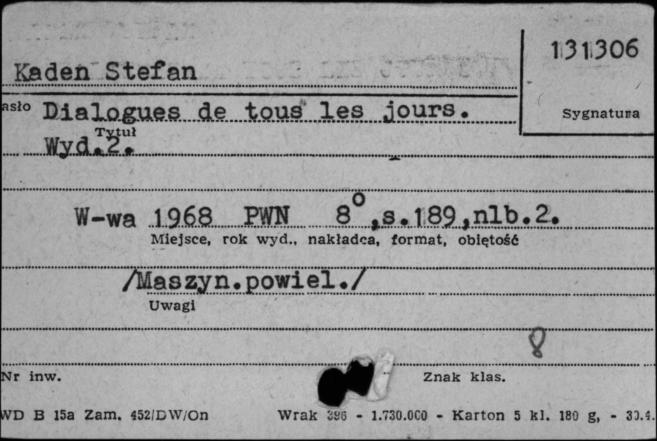 131306
Kaden Stefan
asło Dialogues de tous les jours. Sygnatura
Tytuł
Wyd.2.
W-wa 1968 PWN 8°,s.189,nlb.2.
Miejsce, rok wyd., nakładca, format, objętość
/Maszyn.powiel./
Uwagi
8
Nr inw. Znak klas.
WD B 15a Zam. 452/DW/On Wrak 396 - 1.730.000 - Karton 5 kl. 180 g, - 30.4.